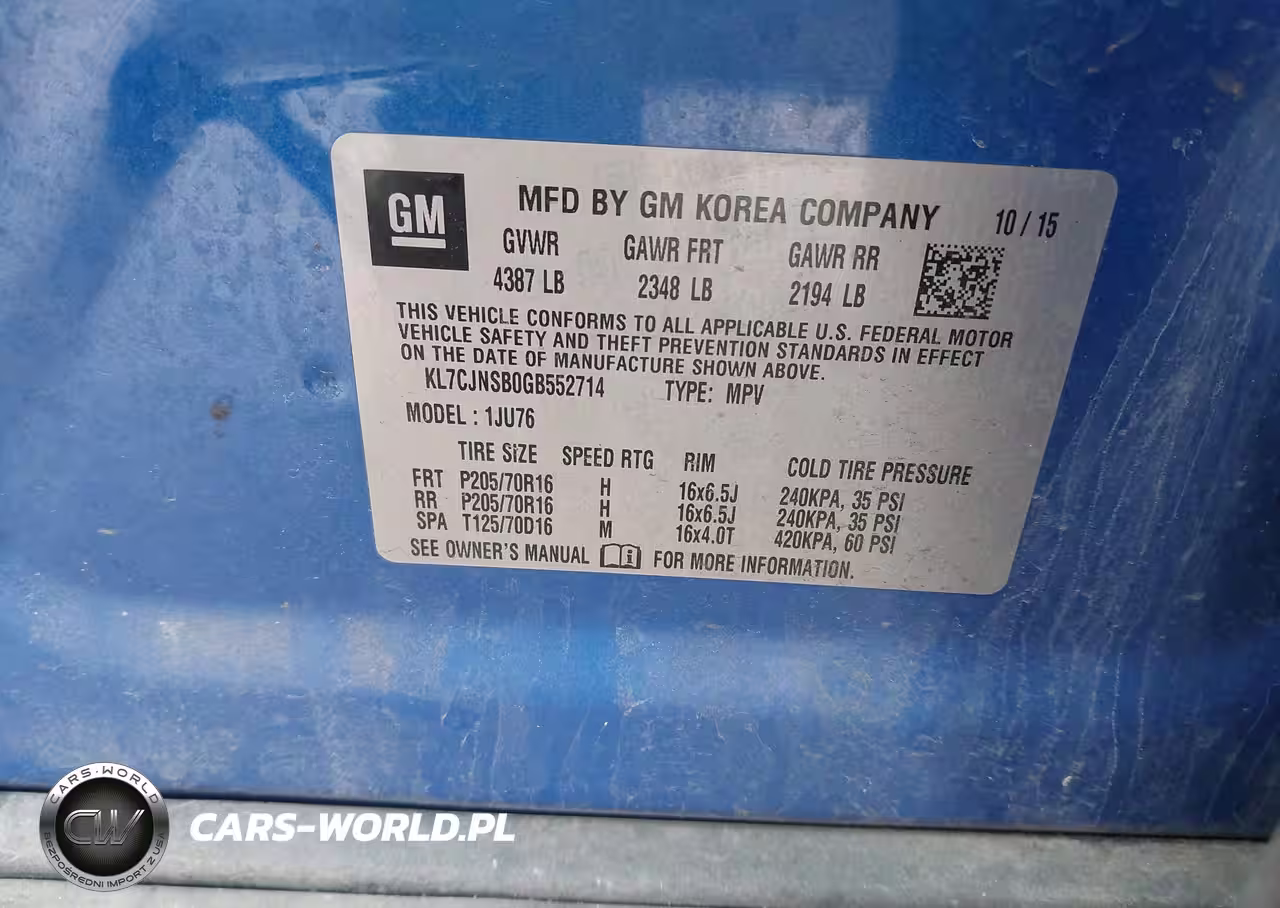 GM
MFD BY GM KOREA COMPANY 10 / 15
GVWR GAWR FRT GAWR RR
4387 LB 2348 LB 2194 LB
THIS VEHICLE CONFORMS TO ALL APPLICABLE U.S. FEDERAL MOTOR
VEHICLE SAFETY AND THEFT PREVENTION STANDARDS IN EFFECT
ON THE DATE OF MANUFACTURE SHOWN ABOVE.
KL7CJNSB0GB552714 TYPE: MPV
MODEL : 1JU76
TIRE SIZE SPEED RTG RIM COLD TIRE PRESSURE
FRT P205/70R16 H 16x6.5J 240KPA, 35 PSI
RR P205/70R16 H 16x6.5J 240KPA, 35 PSI
SPA T125/70D16 M 16x4.0T 420KPA, 60 PSI
SEE OWNER'S MANUAL FOR MORE INFORMATION.
CARS-WORLD
CW
BEZPOŚREDNI IMPORT Z USA
CARS-WORLD.PL